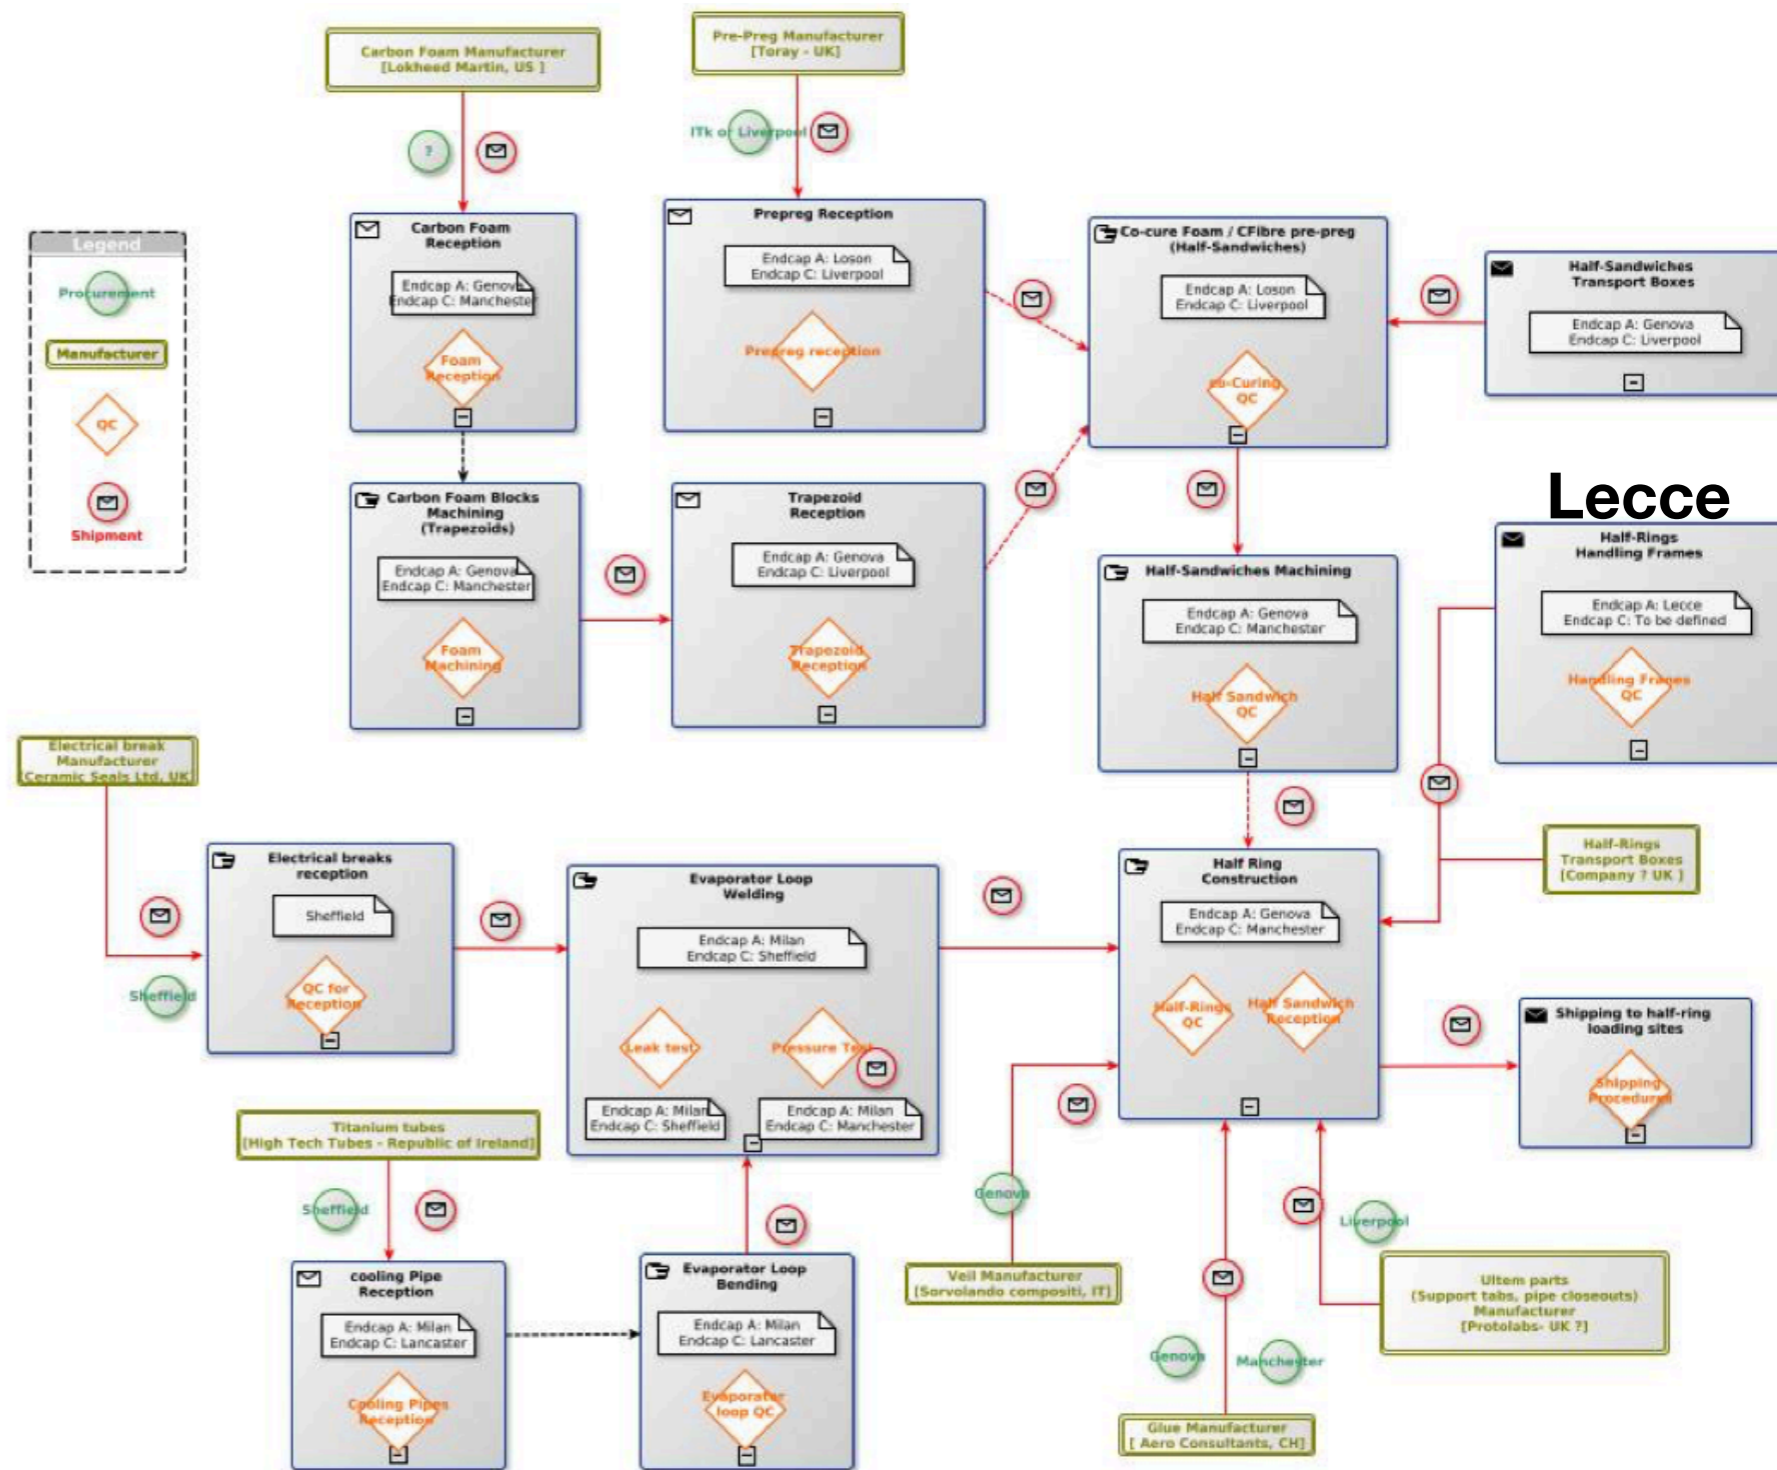 Carbon Foam Manufacturer
[Lokheed Martin, US ]
Pre-Preg Manufacturer
[Toray - UK]
?
ITk or Liverpool
Legend
Procurement
Manufacturer
QC
Shipment
Carbon Foam
Reception
Endcap A: Genova
Endcap C: Manchester
Foam
Reception
Prepreg Reception
Endcap A: Loson
Endcap C: Liverpool
Prepreg reception
Co-cure Foam / CFibre pre-preg
(Half-Sandwiches)
Endcap A: Loson
Endcap C: Liverpool
co-Curing
QC
Half-Sandwiches
Transport Boxes
Endcap A: Genova
Endcap C: Liverpool
Carbon Foam Blocks
Machining
(Trapezoids)
Endcap A: Genova
Endcap C: Manchester
Foam
Machining
Trapezoid
Reception
Endcap A: Genova
Endcap C: Liverpool
Trapezoid
Reception
Half-Sandwiches Machining
Endcap A: Genova
Endcap C: Manchester
Half Sandwich
QC
Lecce
Half-Rings
Handling Frames
Endcap A: Lecce
Endcap C: To be defined
Handling Frames
QC
Electrical break
Manufacturer
[Ceramic Seals Ltd, UK
Sheffield
Electrical breaks
reception
Sheffield
QC for
Reception
Evaporator Loop
Welding
Endcap A: Milan
Endcap C: Sheffield
Leak test
Pressure Test
Endcap A: Milan
Endcap C: Sheffield
Endcap A: Milan
Endcap C: Manchester
Half Ring
Construction
Endcap A: Genova
Endcap C: Manchester
Half-Rings
QC
Half Sandwich
Reception
Half-Rings
Transport Boxes
[Company ? UK ]
Shipping to half-ring
loading sites
Shipping
Procedures
Titanium tubes
[High Tech Tubes - Republic of Ireland]
Sheffield
cooling Pipe
Reception
Endcap A: Milan
Endcap C: Lancaster
Cooling Pipes
Reception
Evaporator Loop
Bending
Endcap A: Milan
Endcap C: Lancaster
Evaporator
loop QC
Genova
Veil Manufacturer
[Sorvolando compositi, IT]
Liverpool
Ultem parts
(Support tabs, pipe closeouts)
Manufacturer
[Protolabs- UK ?]
Genova
Manchester
Glue Manufacturer
[ Aero Consultants, CH]